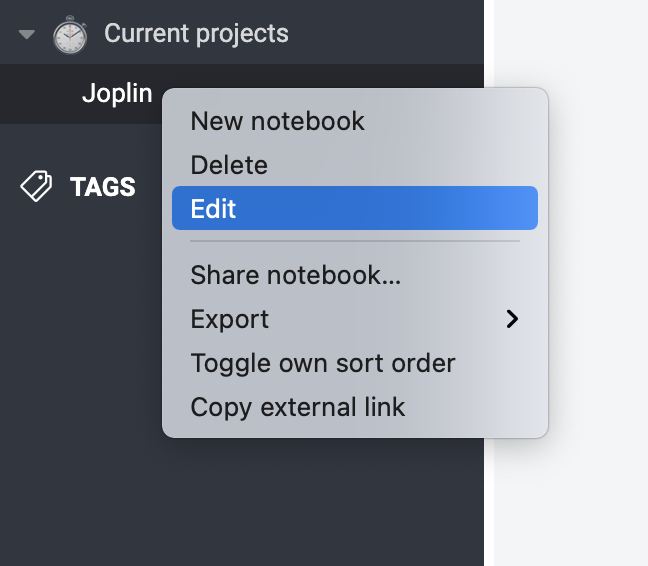 Current projects
Joplin
New notebook
Delete
TAGS
Edit
Share notebook...
Export
Toggle own sort order
Copy external link